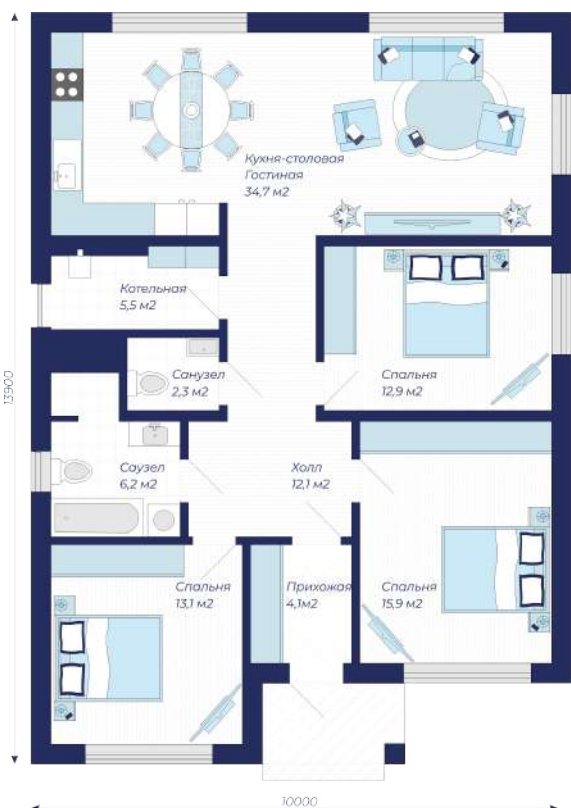 Кухня-столовая
Гостиная
34,7 м2
Котельная
5,5 м2
Санузел
2,3 м2
Спальня
12,9 м2
13900
Саузел
6,2 м2
Холл
12,1 м2
Спальня
13,1 м2
Прихожая
4,1м2
Спальня
15,9 м2
10000